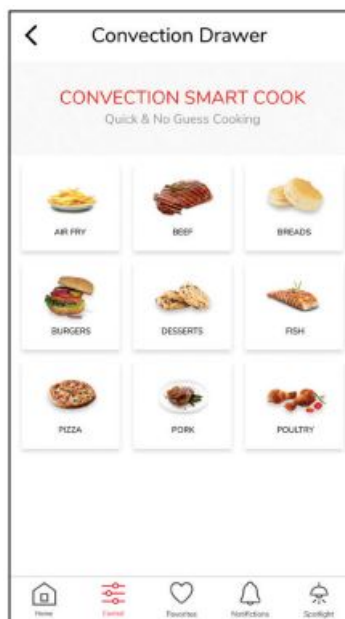 Convection Drawer
CONVECTION SMART COOK
Quick & No Guess Cooking
AIR FRY
BEEF
BREADS
BURGERS
DESSERTS
FISH
PIZZA
PORK
POULTRY
Home
Control
Favorites
Notifictions
Spotlight